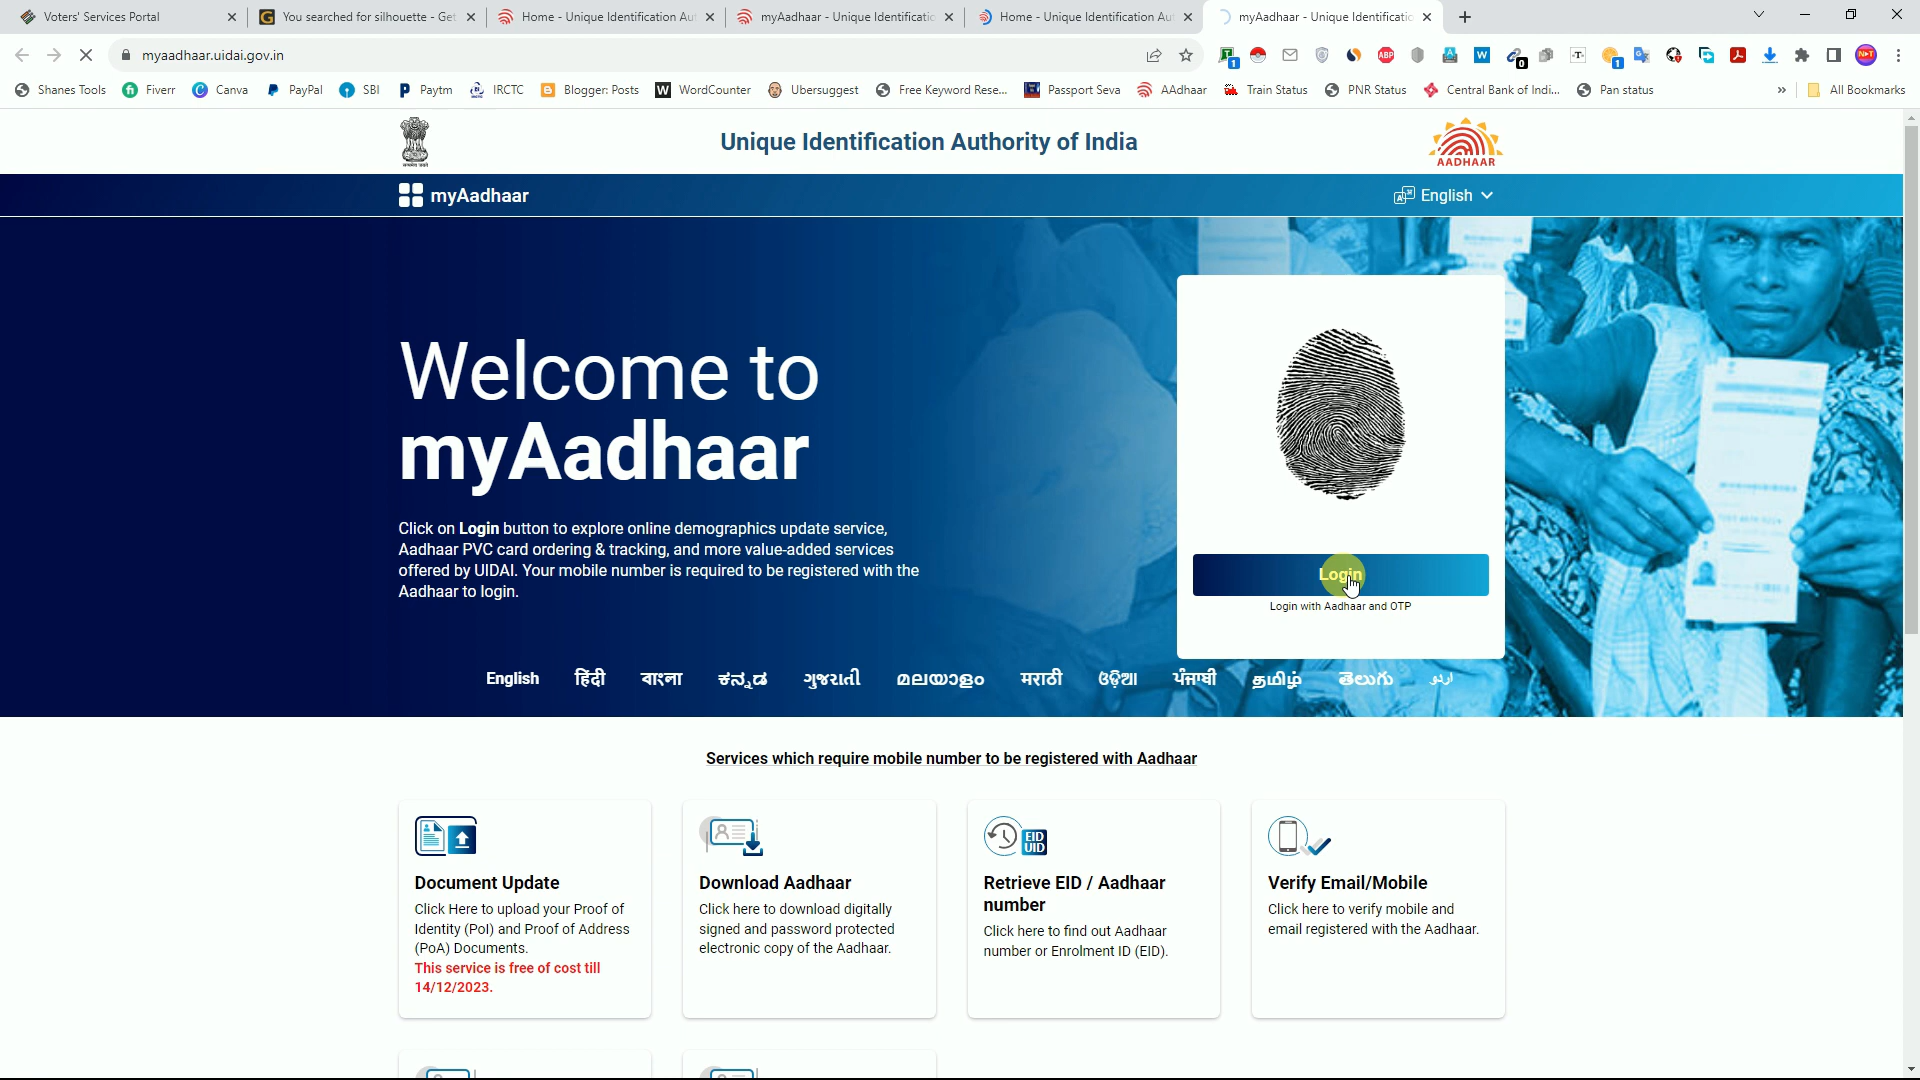 Voters' Services Portal
You searched for silhouette - Get
Home - Unique Identification Aut
myAadhaar - Unique Identificatic
Home - Unique Identification Aut
myAadhaar - Unique Identificatic
myaadhaar.uidai.gov.in
Shanes Tools
Fiverr
Canva
PayPal
SBI
Paytm
IRCTC
Blogger: Posts
WordCounter
Ubersuggest
Free Keyword Rese...
Passport Seva
AAdhaar
Train Status
PNR Status
Central Bank of Indi...
Pan status
All Bookmarks
Unique Identification Authority of India
AADHAAR
myAadhaar
English
Welcome to
myAadhaar
Click on Login button to explore online demographics update service,
Aadhaar PVC card ordering & tracking, and more value-added services
offered by UIDAI. Your mobile number is required to be registered with the
Aadhaar to login.
Login
Login with Aadhaar and OTP
English हिंदी বাংলা ಕನ್ನಡ ગુજરાતી മലയാളം मराठी ଓଡ଼ିଆ ਪੰਜਾਬੀ தமிழ் తెలుగు اردو
Services which require mobile number to be registered with Aadhaar
Document Update
Click Here to upload your Proof of
Identity (PoI) and Proof of Address
(PoA) Documents.
This service is free of cost till
14/12/2023.
Download Aadhaar
Click here to download digitally
signed and password protected
electronic copy of the Aadhaar.
EID
UID
Retrieve EID / Aadhaar
number
Click here to find out Aadhaar
number or Enrolment ID (EID).
Verify Email/Mobile
Click here to verify mobile and
email registered with the Aadhaar.